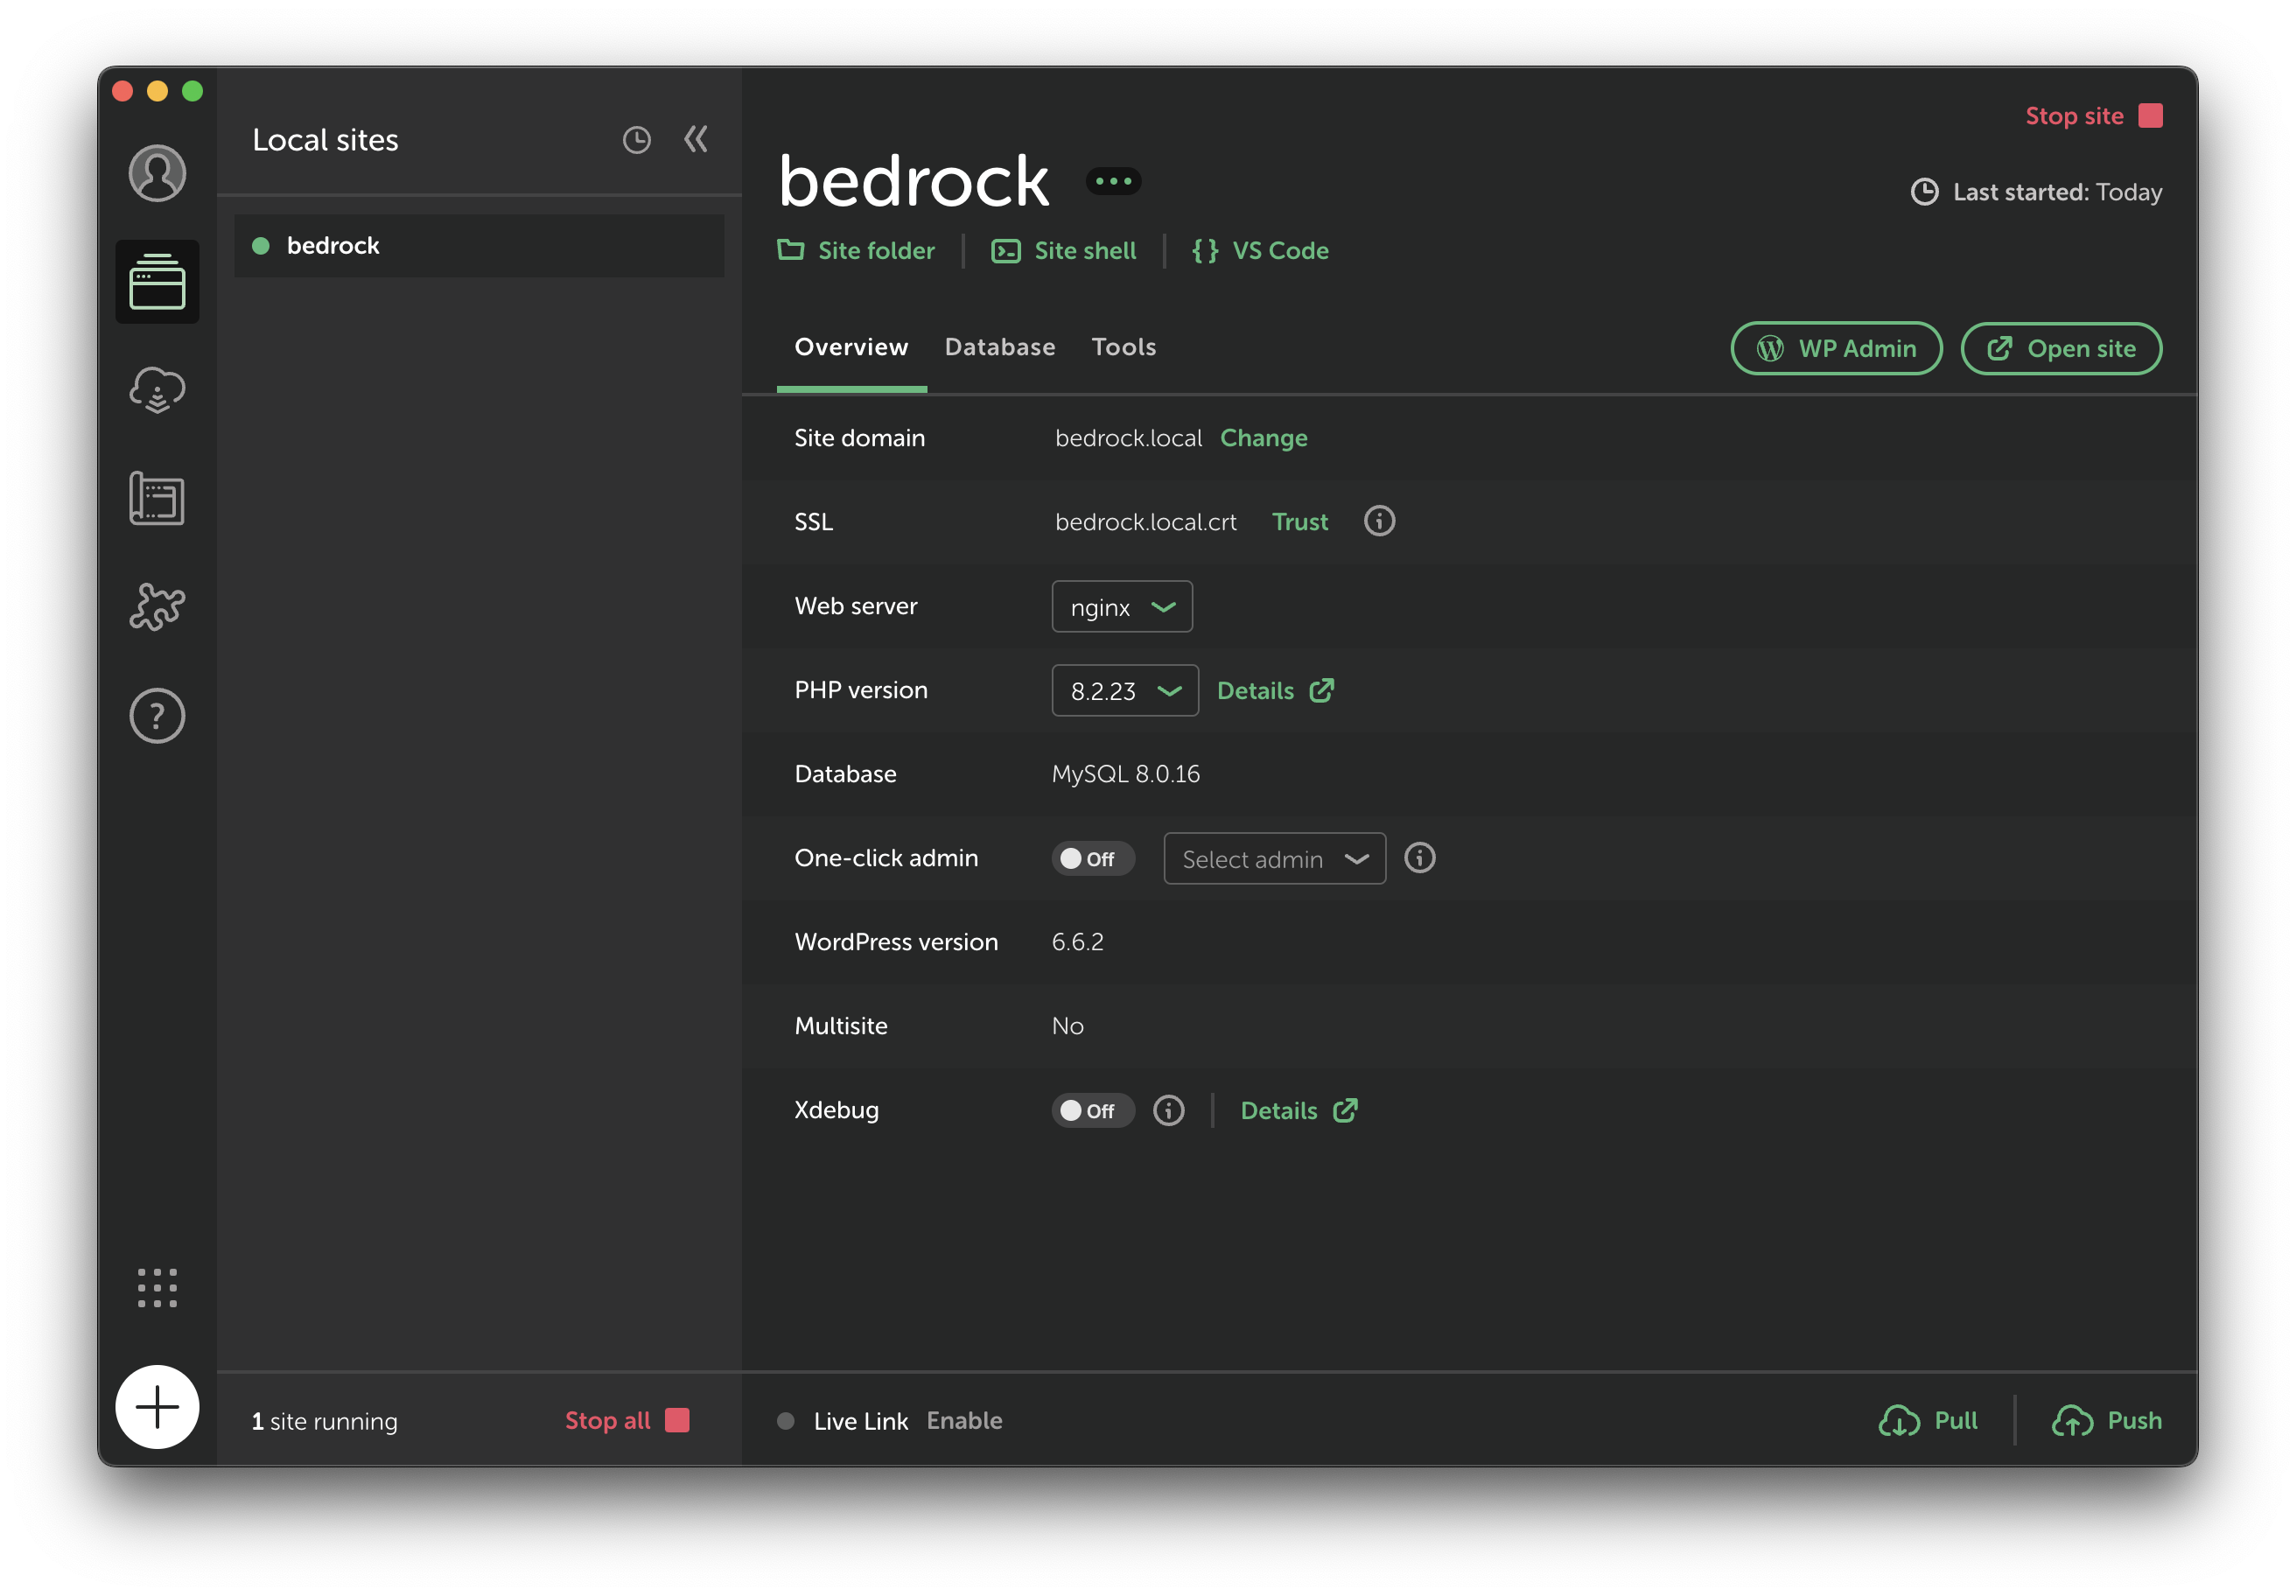 Local sites
bedrock
1 site running
Stop all
Stop site
bedrock
Last started: Today
Site folder
Site shell
VS Code
Overview Database Tools
WP Admin
Open site
Site domain bedrock.local Change
SSL bedrock.local.crt Trust
Web server nginx
PHP version 8.2.23 Details
Database MySQL 8.0.16
One-click admin Off Select admin
WordPress version 6.6.2
Multisite No
Xdebug Off Details
Live Link Enable
Pull
Push